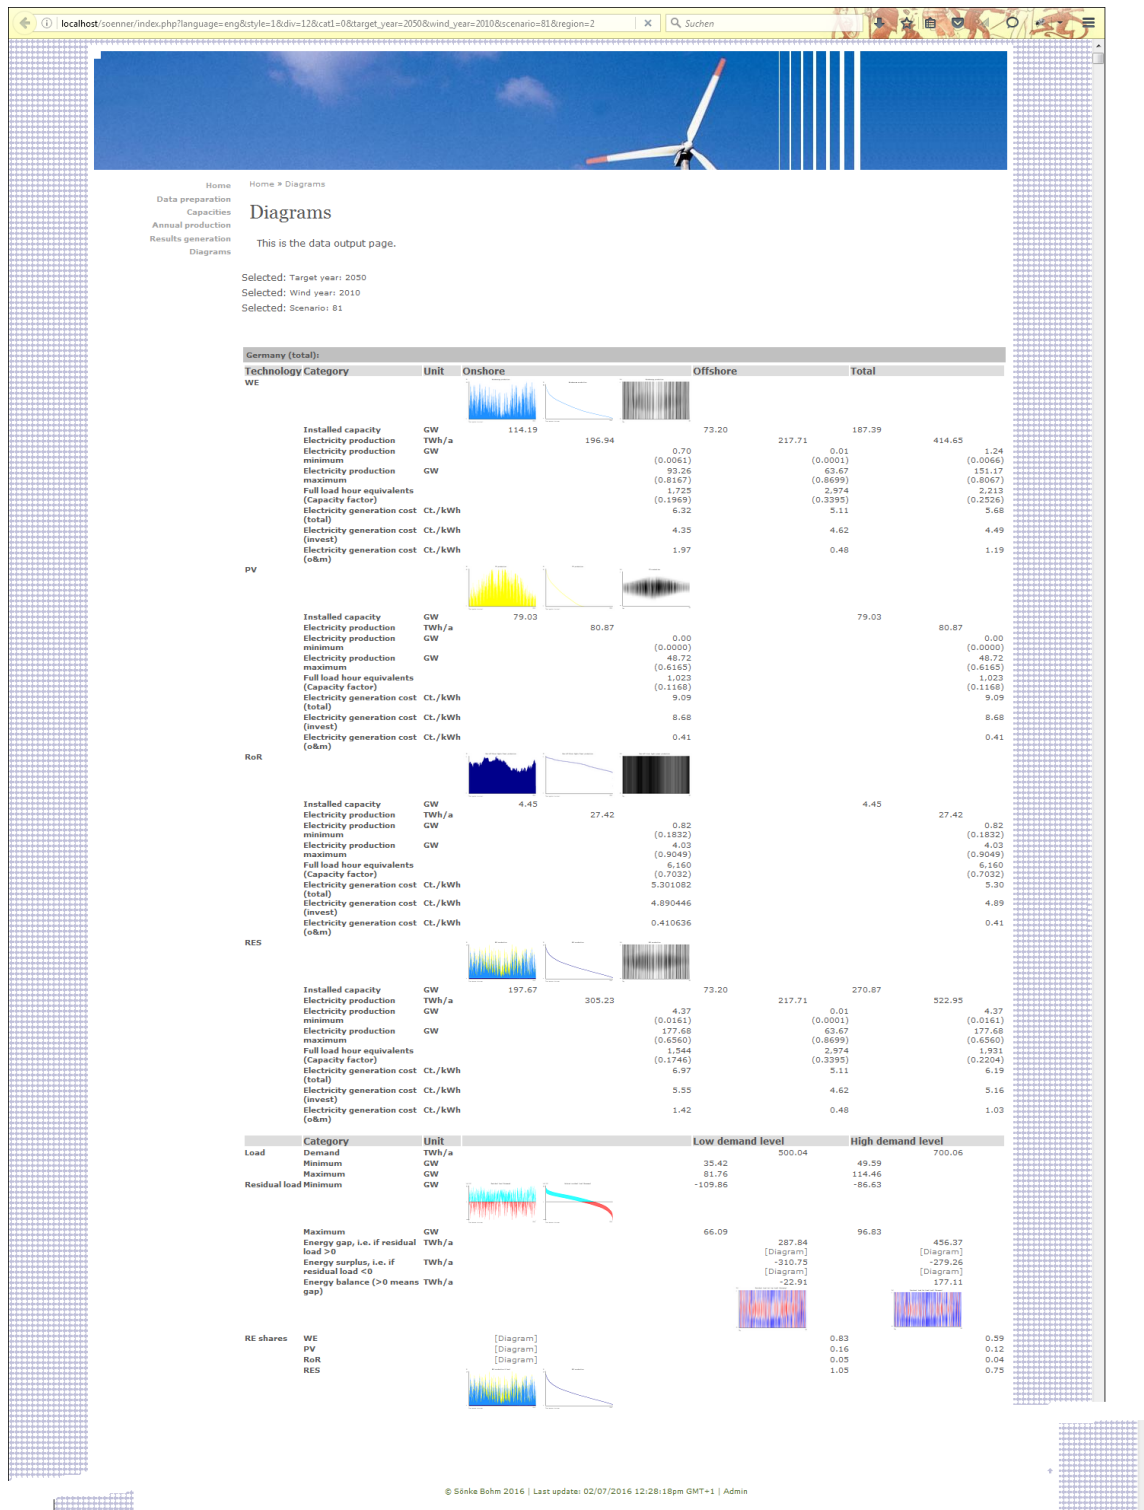 localhost/soenner/index.php?language=eng&style=1&div=12&cat1=0&target_year=2050&wind_year=2010&scenario=81&region=2 Suchen
Home
Data preparation
Capacities
Annual production
Results generation
Diagrams
Home » Diagrams
Diagrams
This is the data output page.
Selected: Target year: 2050
Selected: Wind year: 2010
Selected: Scenario: 81
Germany (total):
Technology Category Unit Onshore Offshore Total
WE
Installed capacity GW 114.19 73.20 187.39
Electricity production TWh/a 196.94 217.71 414.65
Electricity production GW 0.70 0.01 1.24
minimum (0.0061) (0.0001) (0.0066)
Electricity production GW 93.26 63.67 151.17
maximum (0.8167) (0.8699) (0.8067)
Full load hour equivalents 1,725 2,974 2,213
(Capacity factor) (0.1969) (0.3395) (0.2526)
Electricity generation cost Ct./kWh 6.32 5.11 5.68
(total)
Electricity generation cost Ct./kWh 4.35 4.62 4.49
(invest)
Electricity generation cost Ct./kWh 1.97 0.48 1.19
(o&m)
PV
Installed capacity GW 79.03 79.03
Electricity production TWh/a 80.87 80.87
Electricity production GW 0.00 0.00
minimum (0.0000) (0.0000)
Electricity production GW 48.72 48.72
maximum (0.6165) (0.6165)
Full load hour equivalents 1,023 1,023
(Capacity factor) (0.1168) (0.1168)
Electricity generation cost Ct./kWh 9.09 9.09
(total)
Electricity generation cost Ct./kWh 8.68 8.68
(invest)
Electricity generation cost Ct./kWh 0.41 0.41
(o&m)
RoR
Installed capacity GW 4.45 4.45
Electricity production TWh/a 27.42 27.42
Electricity production GW 0.82 0.82
minimum (0.1832) (0.1832)
Electricity production GW 4.03 4.03
maximum (0.9049) (0.9049)
Full load hour equivalents 6,160 6,160
(Capacity factor) (0.7032) (0.7032)
Electricity generation cost Ct./kWh 5.301082 5.30
(total)
Electricity generation cost Ct./kWh 4.890446 4.89
(invest)
Electricity generation cost Ct./kWh 0.410636 0.41
(o&m)
RES
Installed capacity GW 197.67 73.20 270.87
Electricity production TWh/a 305.23 217.71 522.95
Electricity production GW 4.37 0.01 4.37
minimum (0.0161) (0.0001) (0.0161)
Electricity production GW 177.68 63.67 177.68
maximum (0.6560) (0.8699) (0.6560)
Full load hour equivalents 1,544 2,974 1,931
(Capacity factor) (0.1746) (0.3395) (0.2204)
Electricity generation cost Ct./kWh 6.97 5.11 6.19
(total)
Electricity generation cost Ct./kWh 5.55 4.62 5.16
(invest)
Electricity generation cost Ct./kWh 1.42 0.48 1.03
(o&m)
Category Unit Low demand level High demand level
Load Demand TWh/a 500.04 700.06
Minimum GW 35.42 49.59
Maximum GW 81.76 114.46
Residual load Minimum GW -109.86 -86.63
Maximum GW 66.09 96.83
Energy gap, i.e. if residual TWh/a 287.84 456.37
load >0 [Diagram] [Diagram]
Energy surplus, i.e. if TWh/a -310.75 -279.26
residual load <0 [Diagram] [Diagram]
Energy balance (>0 means TWh/a -22.91 177.11
gap)
RE shares WE [Diagram] 0.83 0.59
PV [Diagram] 0.16 0.12
RoR [Diagram] 0.05 0.04
RES 1.05 0.75
© Sönke Bohm 2016 | Last update: 02/07/2016 12:28:18pm GMT+1 | Admin